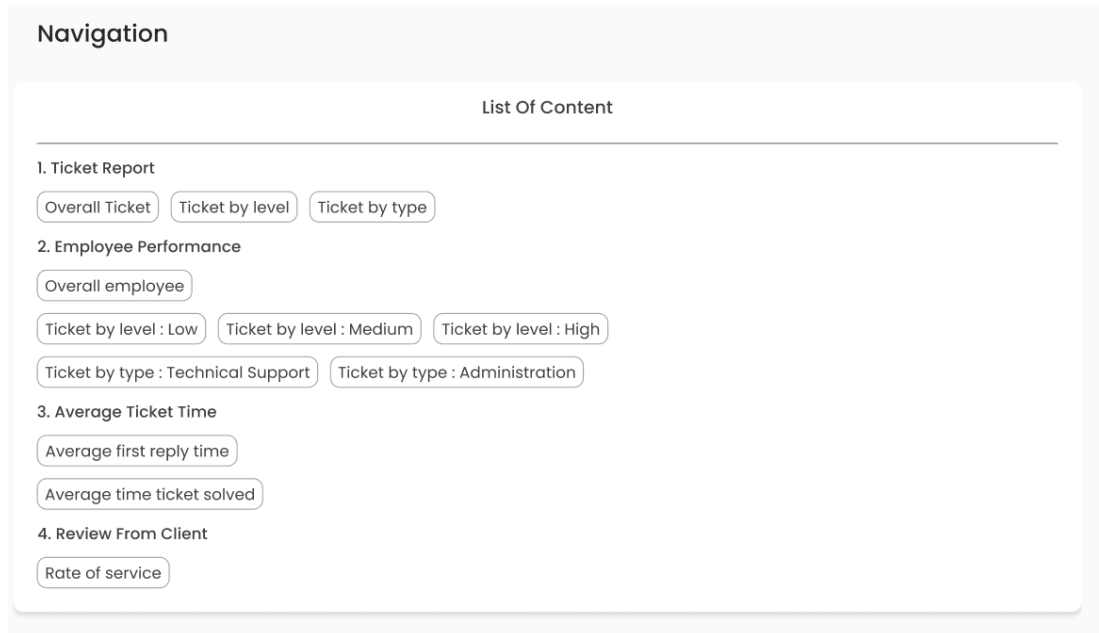 Navigation
List Of Content
1. Ticket Report
Overall Ticket Ticket by level Ticket by type
2. Employee Performance
Overall employee
Ticket by level : Low Ticket by level : Medium Ticket by level : High
Ticket by type : Technical Support Ticket by type : Administration
3. Average Ticket Time
Average first reply time
Average time ticket solved
4. Review From Client
Rate of service